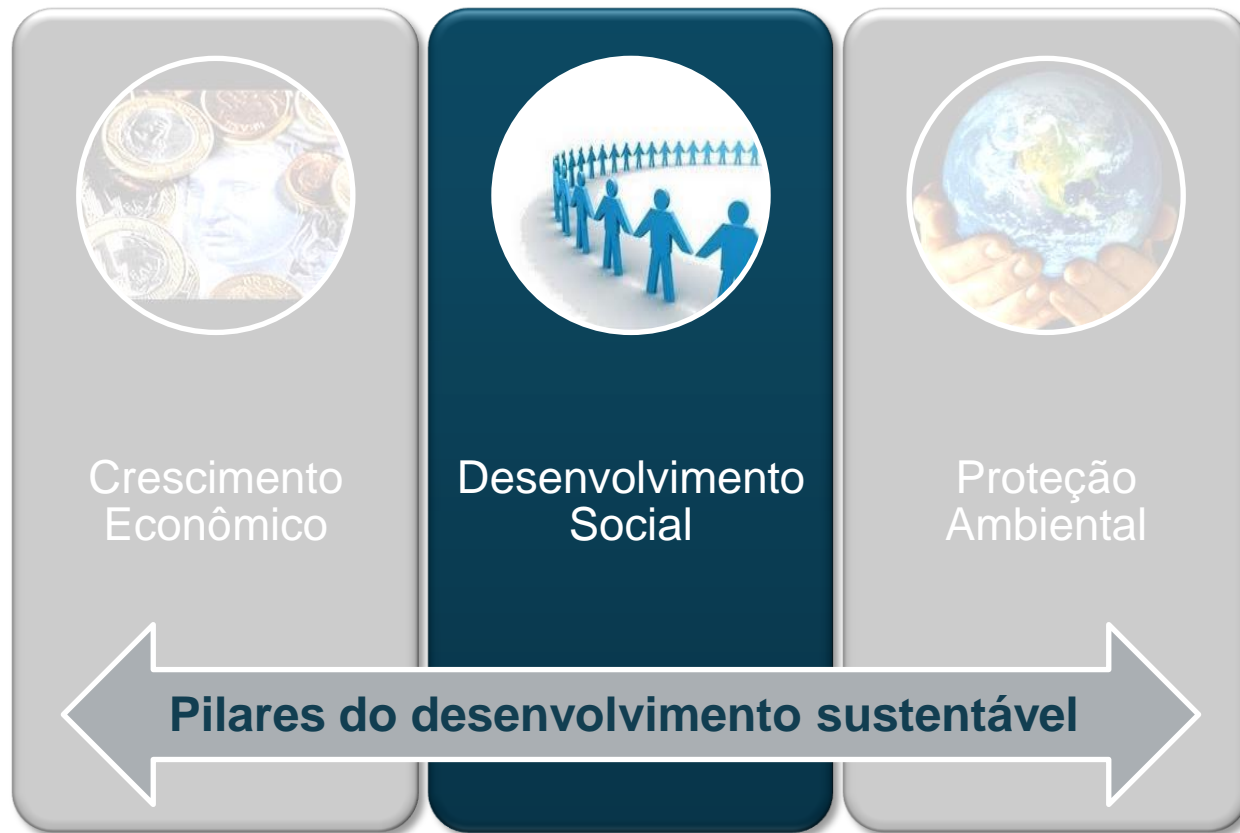 Crescimento
Econômico
Desenvolvimento
Social
Proteção
Ambiental
Pilares do desenvolvimento sustentável